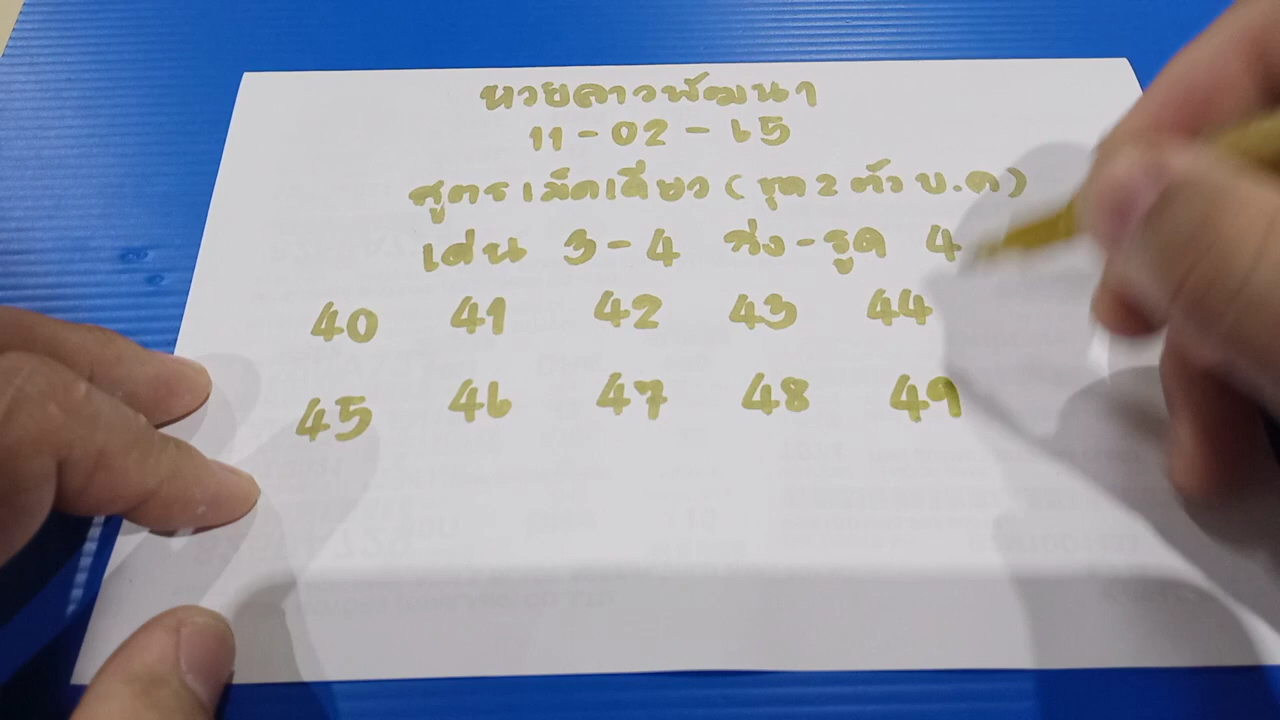 หวยลาวพัฒนา
11-02-65
สูตรเม็ดเดียว (ชุด 2 ตัว บ.ล)
เด่น 3-4 วิ่ง-รูด 4
40 41 42 43 44
45 46 47 48 49